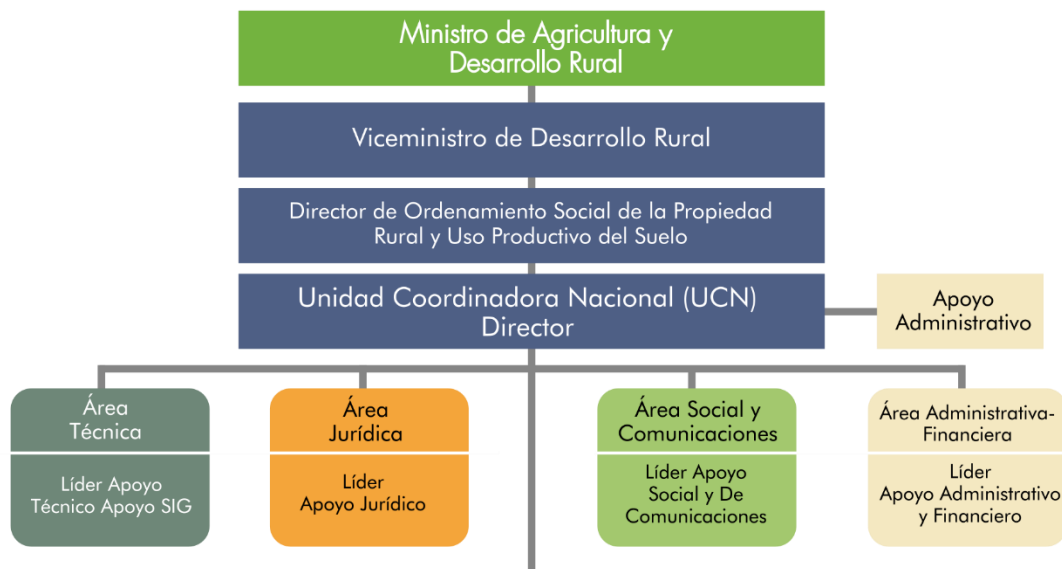 Ministro de Agricultura y
Desarrollo Rural
Viceministro de Desarrollo Rural
Director de Ordenamiento Social de la Propiedad
Rural y Uso Productivo del Suelo
Unidad Coordinadora Nacional (UCN)
Director
Apoyo
Administrativo
Área
Técnica
Líder Apoyo
Técnico Apoyo SIG
Área
Jurídica
Líder
Apoyo Jurídico
Área Social y
Comunicaciones
Líder Apoyo
Social y De
Comunicaciones
Área Administrativa-
Financiera
Líder
Apoyo Administrativo
y Financiero